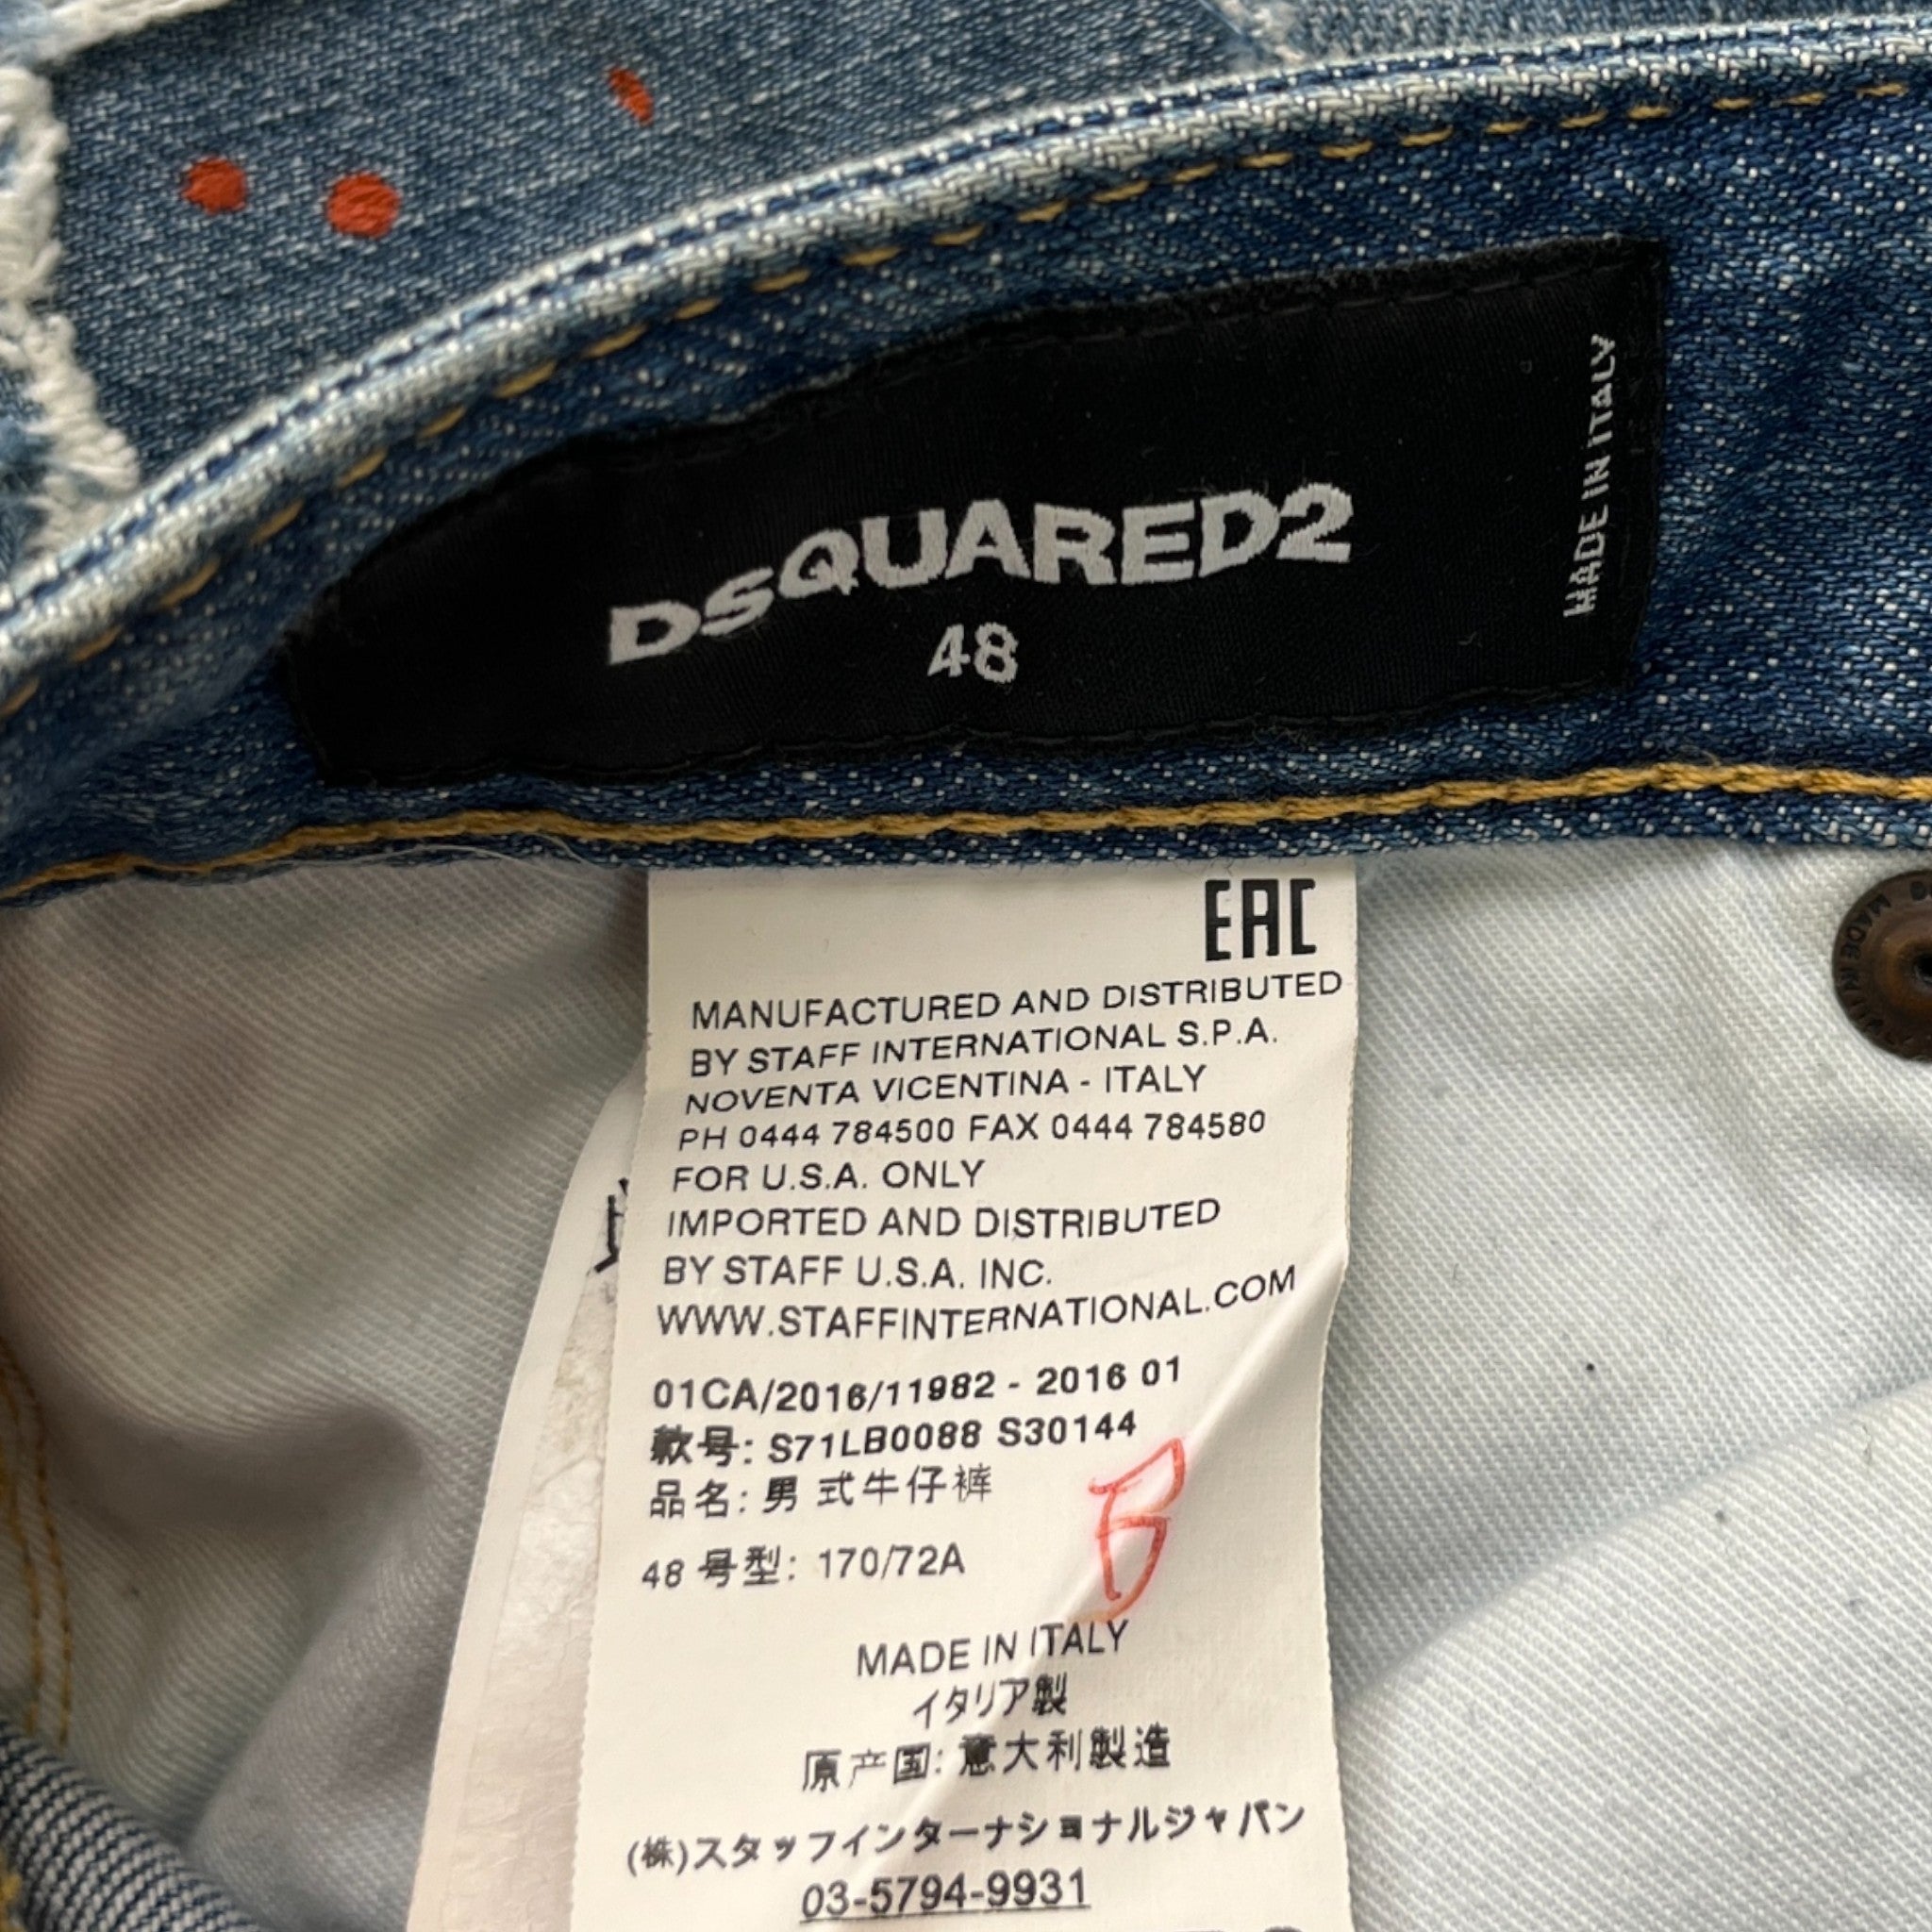 DSQUARED2
48
MADE IN ITALY
EAC
MANUFACTURED AND DISTRIBUTED
BY STAFF INTERNATIONAL S.P.A.
NOVENTA VICENTINA - ITALY
PH 0444 784500 FAX 0444 784580
FOR U.S.A. ONLY
IMPORTED AND DISTRIBUTED
BY STAFF U.S.A. INC.
WWW.STAFFINTERNATIONAL.COM
01CA/2016/11982 - 2016 01
款号: S71LB0088 S30144
品名: 男式牛仔裤
48 号型: 170/72A
MADE IN ITALY
イタリア製
原产国: 意大利製造
(株)スタッフインターナショナルジャパン
03-5794-9931
MADE IN